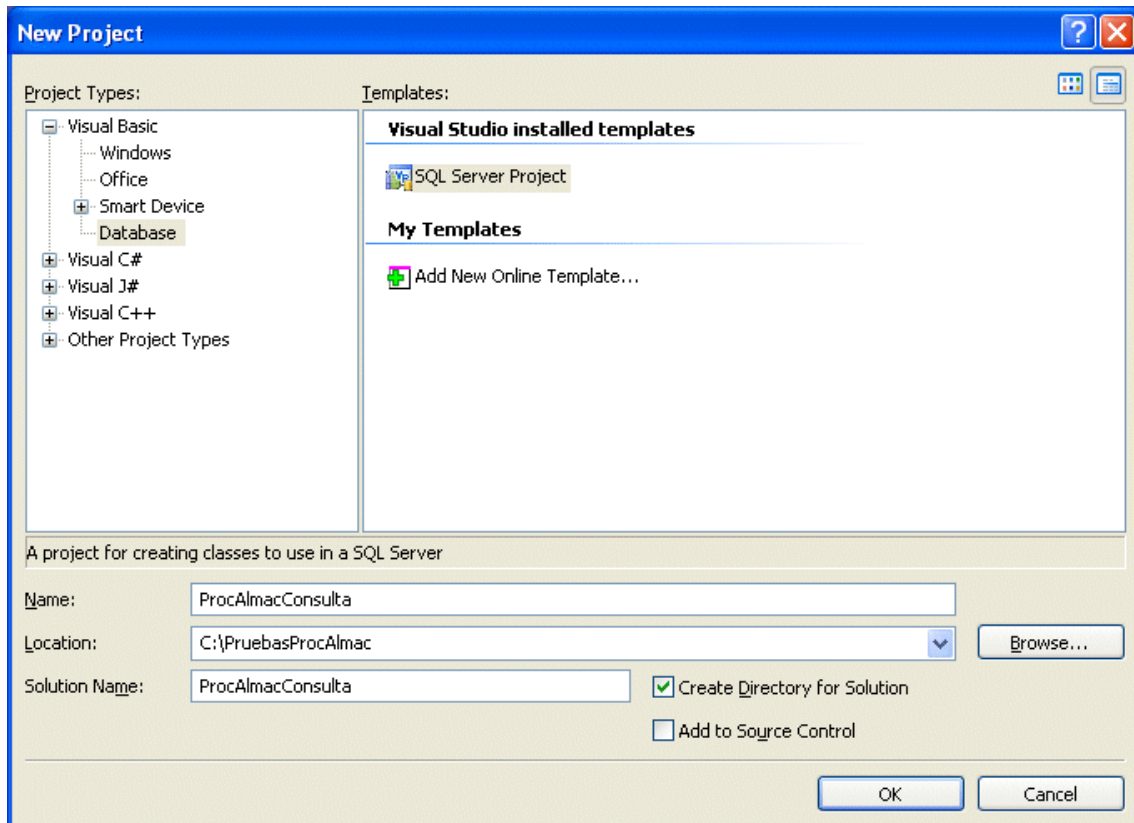 New Project
Project Types:
Templates:
Visual Basic
Windows
Office
Smart Device
Database
Visual C#
Visual J#
Visual C++
Other Project Types
Visual Studio installed templates
SQL Server Project
My Templates
Add New Online Template...
A project for creating classes to use in a SQL Server
Name:
ProcAlmacConsulta
Location:
C:\PruebasProcAlmac
Browse...
Solution Name:
ProcAlmacConsulta
Create Directory for Solution
Add to Source Control
OK
Cancel